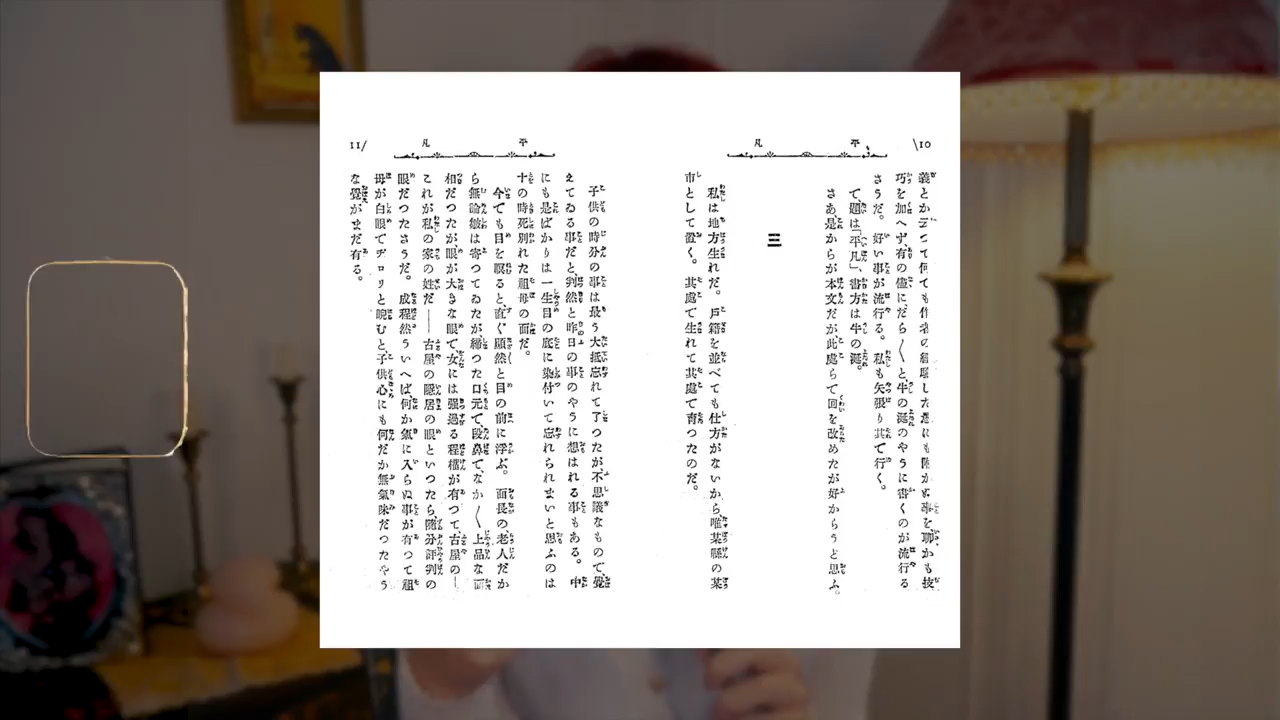 \10
平凡
義とか云つて何でも作者の經驗した愚にも附かぬ事を聊かも技
巧を加へず、有の儘に、だら〱と、牛の涎のやうに書くのが流行る
さうだ。好い事が流行る。私も矢張り其で行く。
で、題は「平凡」、書方は牛の涎。
さあ、是からが本文だが、此處らで回を改めたが好からうと思ふ。
三
私は地方生れだ。戸籍を並べても仕方がないから、唯某縣の某
市として置く。其處で生れて其處で育つたのだ。
11/
平凡
子供の時分の事は最う大抵忘れて了つたが、不思議なもので、覺
えてゐる事だと、判然と昨日の事のやうに想はれる事もある。中
にも是ばかりは一生目の底に染付いて忘れられまいと思ふのは
十の時死別れた祖母の面だ。
今でも目を瞑ると、直ぐ顯然と目の前に浮ぶ。面長の、老人だか
ら無論皺は寄つてゐたが、締つた口元で、段鼻で、なか〱上品な面
和だつたが、眼が大きな眼で、女には強過る程權が有つて、古屋の―
これが私の家の姓だ――古屋の隱居の眼といつたら、隨分評判の
眼だつたさうだ。成程然ういへば、何か氣に入らぬ事が有つて祖
母が白眼でヂロリと睨むと、子供心にも何だか無氣味だつたやう
な覺がまだ有る。